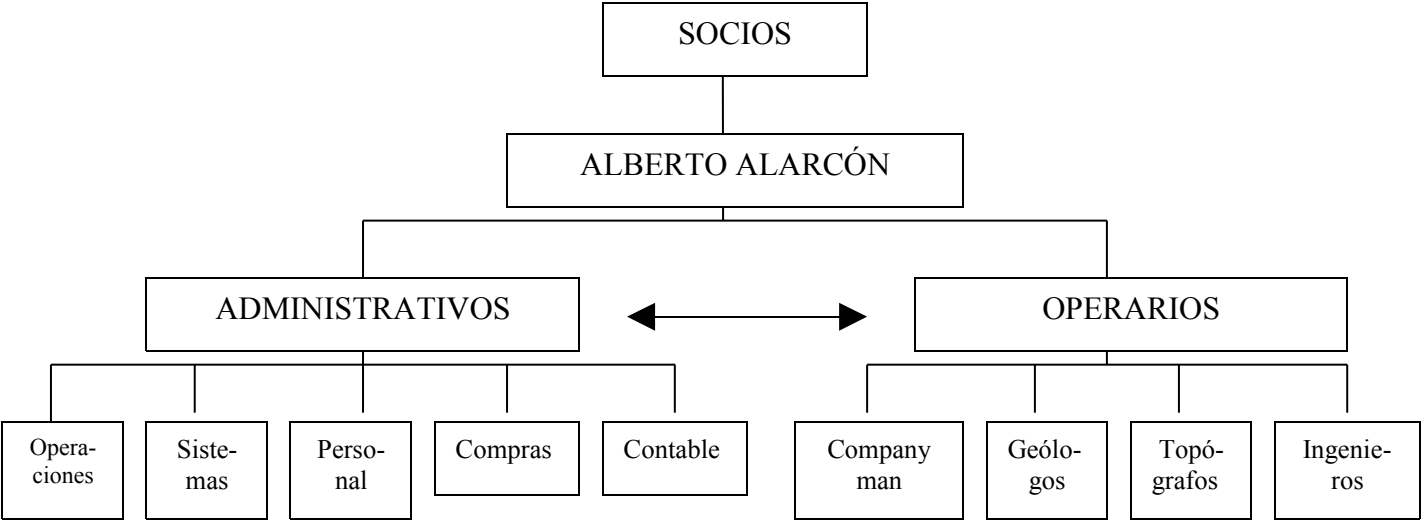 SOCIOS
ALBERTO ALARCÓN
ADMINISTRATIVOS
OPERARIOS
Opera-
ciones
Siste-
mas
Perso-
nal
Compras
Contable
Company
man
Geólo-
gos
Topó-
grafos
Ingenie-
ros